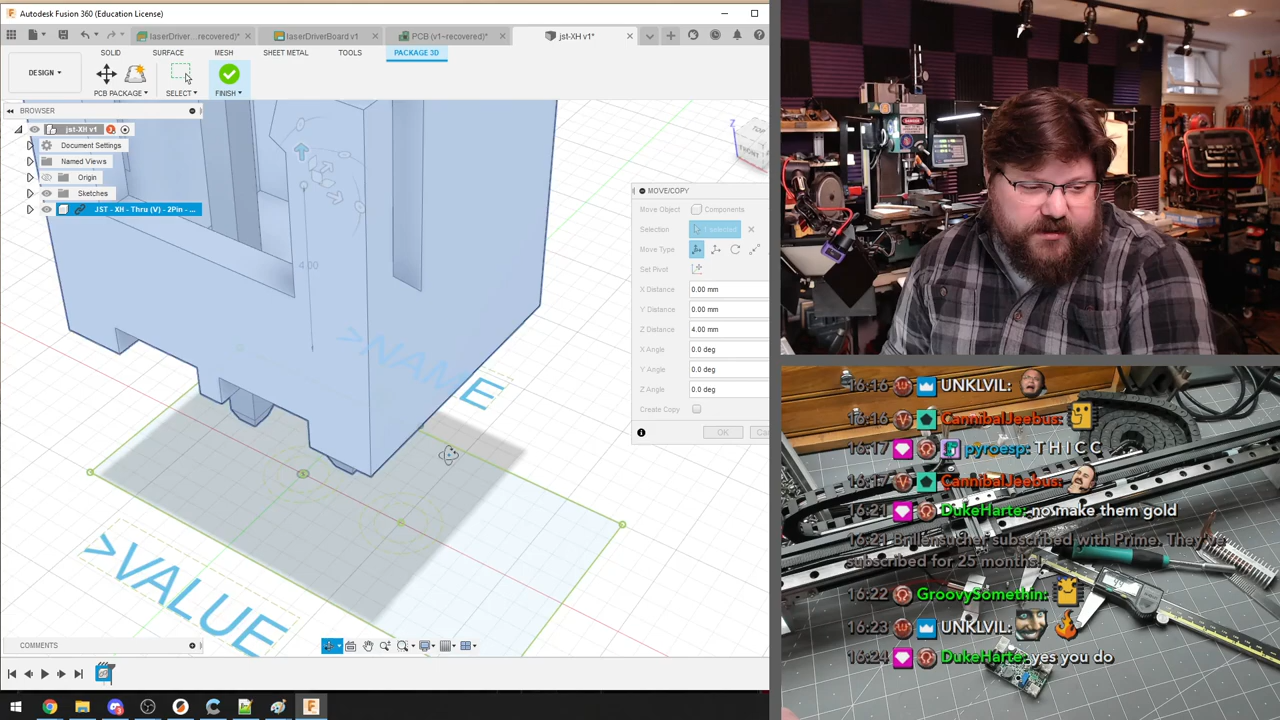 Autodesk Fusion 360 (Education License)
laserDriver...recovered)*
laserDriverBoard v1
PCB (v1~recovered)*
jst-XH v1*
SOLID
SURFACE
MESH
SHEET METAL
TOOLS
PACKAGE 3D
DESIGN
PCB PACKAGE
SELECT
FINISH
BROWSER
jst-XH v1
Document Settings
Named Views
Origin
Sketches
JST - XH - Thru (V) - 2Pin - ...
4.00
>NAME
>VALUE
TOP
FRONT
Z
MOVE/COPY
Move Object
Components
Selection
1 selected
Move Type
Set Pivot
X Distance
0.00 mm
Y Distance
0.00 mm
Z Distance
4.00 mm
X Angle
0.0 deg
Y Angle
0.0 deg
Z Angle
0.0 deg
Create Copy
OK
COMMENTS
DANGER
16:16 UNKLVIL:
16:16 CannibalJeebus:
16:17 pyroesp: T H I C C
16:17 CannibalJeebus:
16:21 DukeHarte: no make them gold
16:21 Brillensucher subscribed with Prime. They've
subscribed for 25 months!
16:22 GroovySomethin:
16:23 UNKLVIL:
16:24 DukeHarte: yes you do